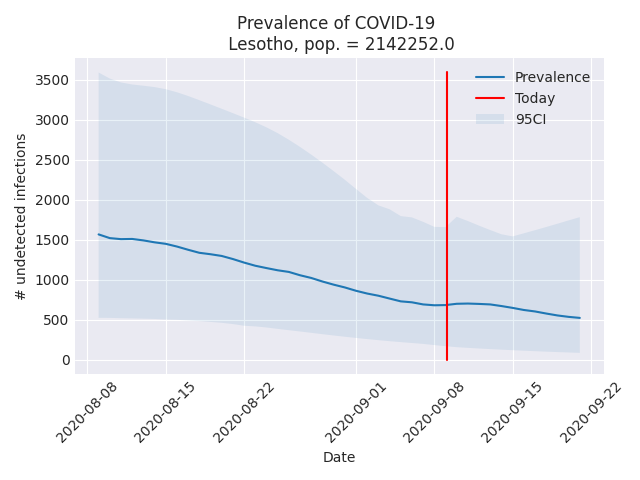 Prevalence of COVID-19
Lesotho, pop. = 2142252.0
Prevalence
Today
95CI
3500
3000
2500
2000
1500
1000
500
0
# undetected infections
2020-08-08
2020-08-15
2020-08-22
2020-09-01
2020-09-08
2020-09-15
2020-09-22
Date